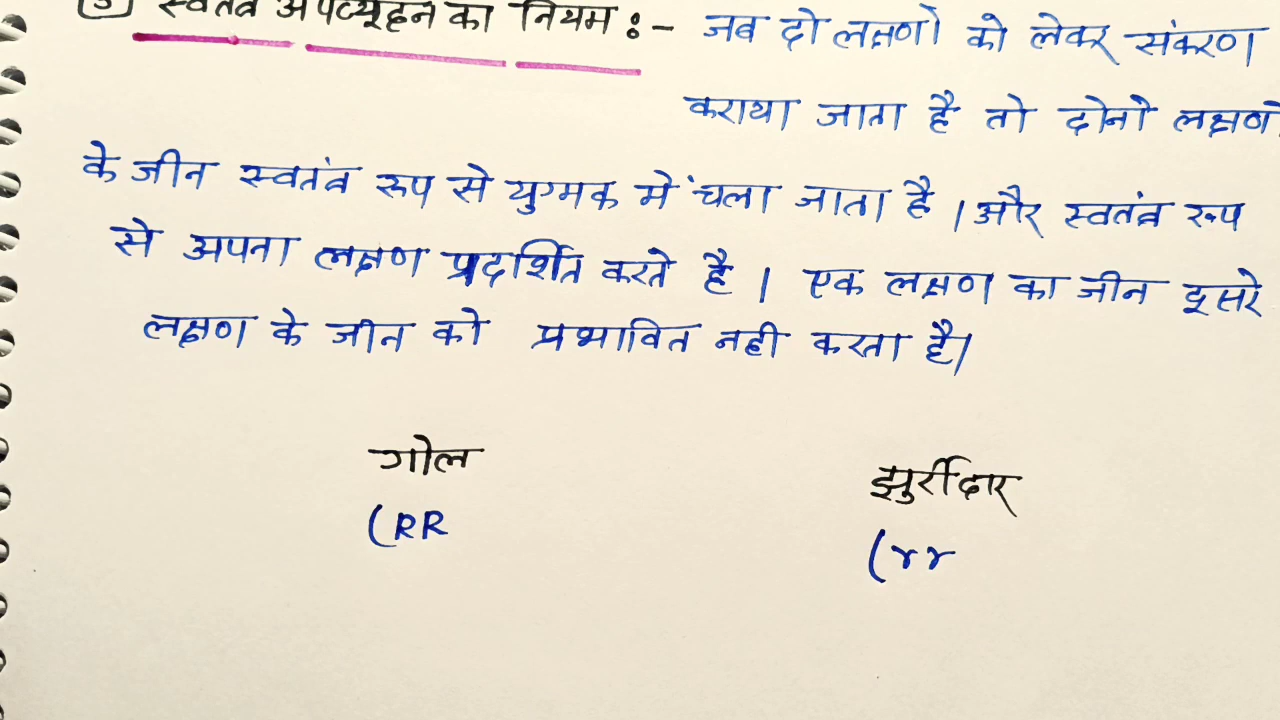 ③ स्वतंत्र अपव्यूहन का नियम :- जब दो लक्षणों को लेकर संकरण
कराया जाता है तो दोनो लक्षणो
के जीन स्वतंत्र रूप से युग्मक में चला जाता है । और स्वतंत्र रूप
से अपना लक्षण प्रदर्शित करते है । एक लक्षण का जीन दूसरे
लक्षण के जीन को प्रभावित नही करता है।
गोल झुर्रीदार
(RR (rr